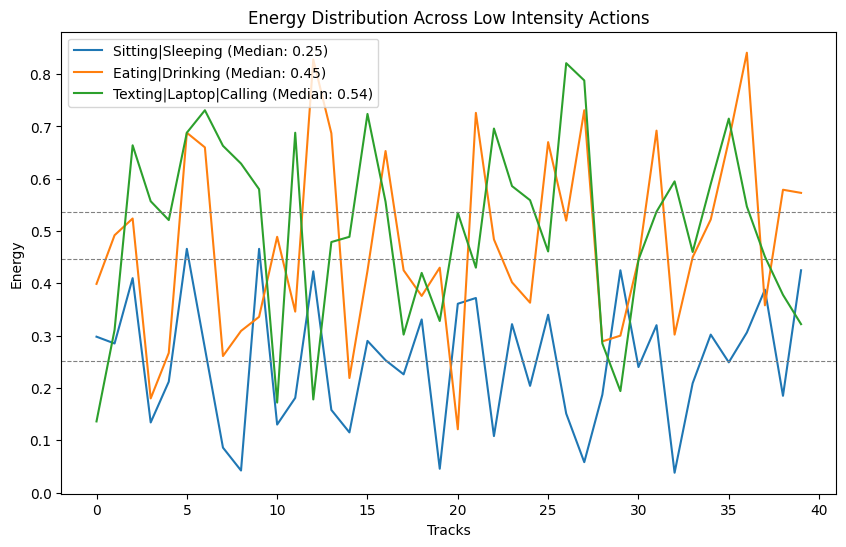 Energy Distribution Across Low Intensity Actions
Sitting|Sleeping (Median: 0.25)
Eating|Drinking (Median: 0.45)
Texting|Laptop|Calling (Median: 0.54)
Energy
0.8
0.7
0.6
0.5
0.4
0.3
0.2
0.1
0.0
0 5 10 15 20 25 30 35 40
Tracks